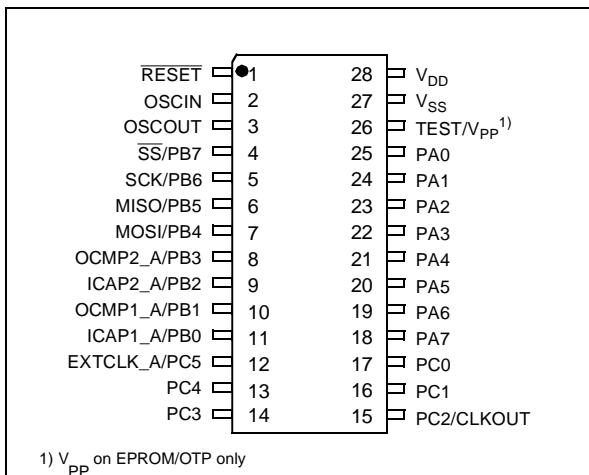 RESET 1 28 VDD
OSCIN 2 27 VSS
OSCOUT 3 26 TEST/VPP1)
SS/PB7 4 25 PA0
SCK/PB6 5 24 PA1
MISO/PB5 6 23 PA2
MOSI/PB4 7 22 PA3
OCMP2_A/PB3 8 21 PA4
ICAP2_A/PB2 9 20 PA5
OCMP1_A/PB1 10 19 PA6
ICAP1_A/PB0 11 18 PA7
EXTCLK_A/PC5 12 17 PC0
PC4 13 16 PC1
PC3 14 15 PC2/CLKOUT
1) VPP on EPROM/OTP only